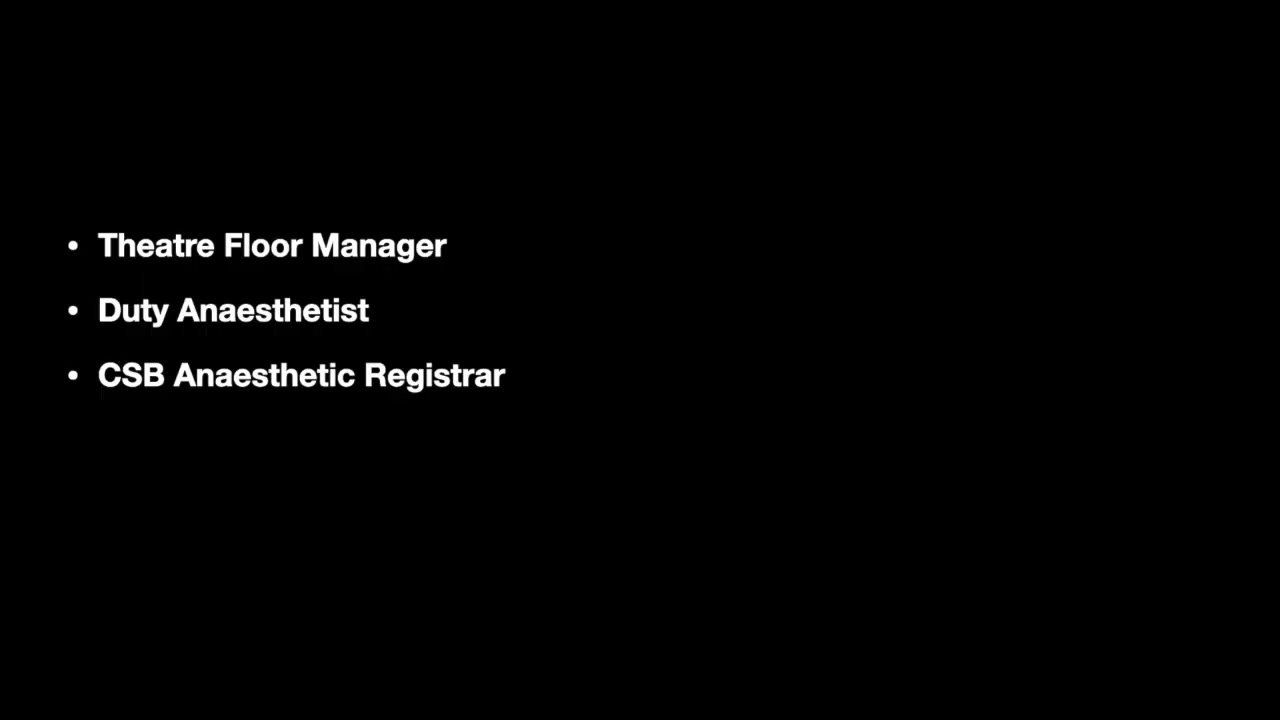 • Theatre Floor Manager
• Duty Anaesthetist
• CSB Anaesthetic Registrar